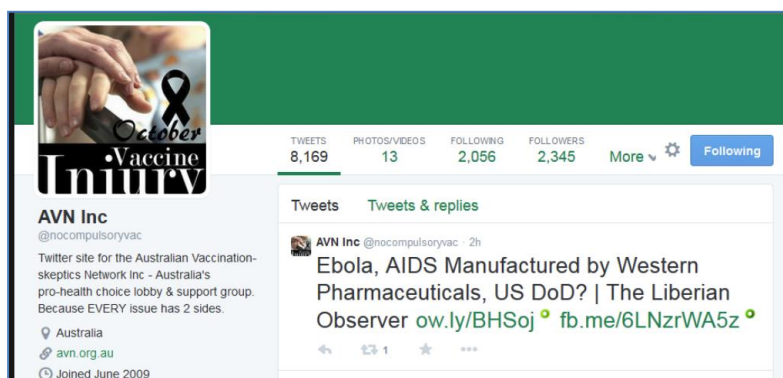 October
Vaccine
Injury
AVN Inc
@nocompulsoryvac
Twitter site for the Australian Vaccination-
skeptics Network Inc - Australia's
pro-health choice lobby & support group.
Because EVERY issue has 2 sides.
Australia
avn.org.au
Joined June 2009
TWEETS PHOTOS/VIDEOS FOLLOWING FOLLOWERS
8,169 13 2,056 2,345 More Following
Tweets Tweets & replies
AVN Inc @nocompulsoryvac · 2h
Ebola, AIDS Manufactured by Western
Pharmaceuticals, US DoD? | The Liberian
Observer ow.ly/BHSoj fb.me/6LNzrWA5z
1